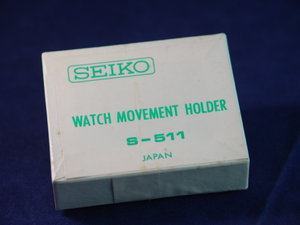 SEIKO
WATCH MOVEMENT HOLDER
S-511
JAPAN